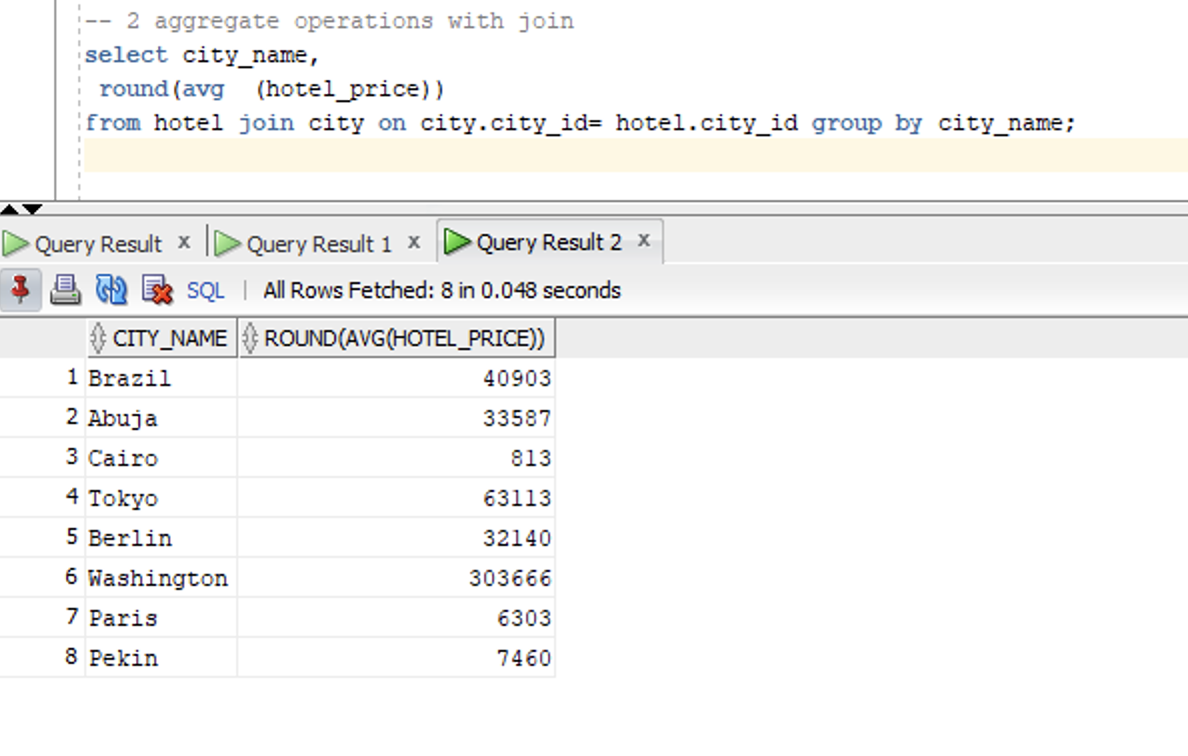 -- 2 aggregate operations with join
select city_name,
round(avg  (hotel_price))
from hotel join city on city.city_id= hotel.city_id group by city_name;
Query Result x Query Result 1 x Query Result 2 x
SQL | All Rows Fetched: 8 in 0.048 seconds
CITY_NAME ROUND(AVG(HOTEL_PRICE))
1 Brazil 40903
2 Abuja 33587
3 Cairo 813
4 Tokyo 63113
5 Berlin 32140
6 Washington 303666
7 Paris 6303
8 Pekin 7460